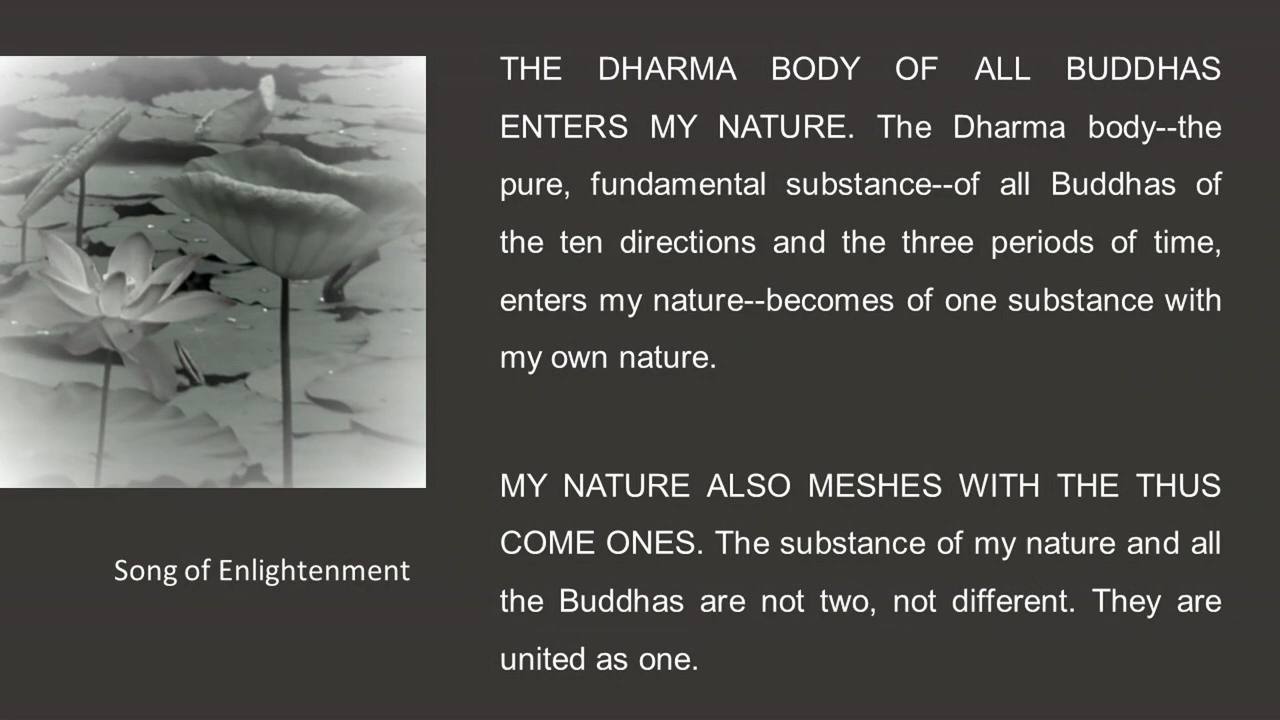 THE DHARMA BODY OF ALL BUDDHAS
ENTERS MY NATURE. The Dharma body--the
pure, fundamental substance--of all Buddhas of
the ten directions and the three periods of time,
enters my nature--becomes of one substance with
my own nature.
MY NATURE ALSO MESHES WITH THE THUS
COME ONES. The substance of my nature and all
the Buddhas are not two, not different. They are
united as one.
Song of Enlightenment